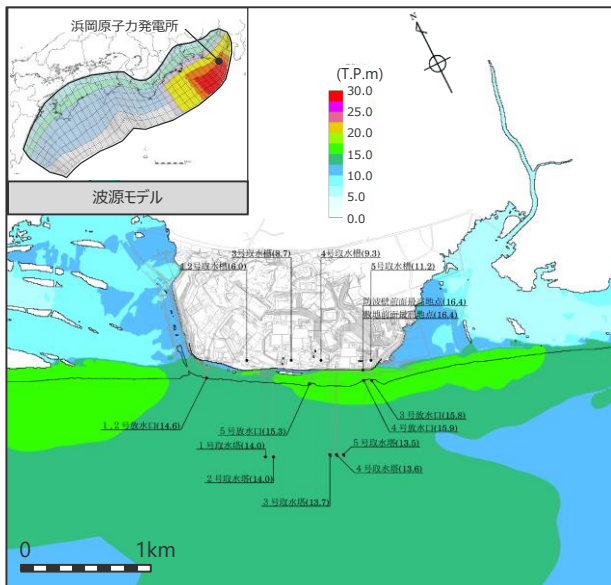 浜岡原子力発電所
波源モデル
(T.P.m)
30.0
25.0
20.0
15.0
10.0
5.0
0.0
3号取水槽(8.7)
4号取水槽(9.3)
1,2号取水槽(6.0)
5号取水槽(11.2)
防波壁前面最高地点(16.4)
敷地前面最高地点(16.4)
1,2号放水口(14.6)
5号放水口(15.3)
3号放水口(15.8)
4号放水口(15.9)
1号取水塔(14.0)
2号取水塔(14.0)
5号取水塔(13.5)
4号取水塔(13.6)
3号取水塔(13.7)
0 1km